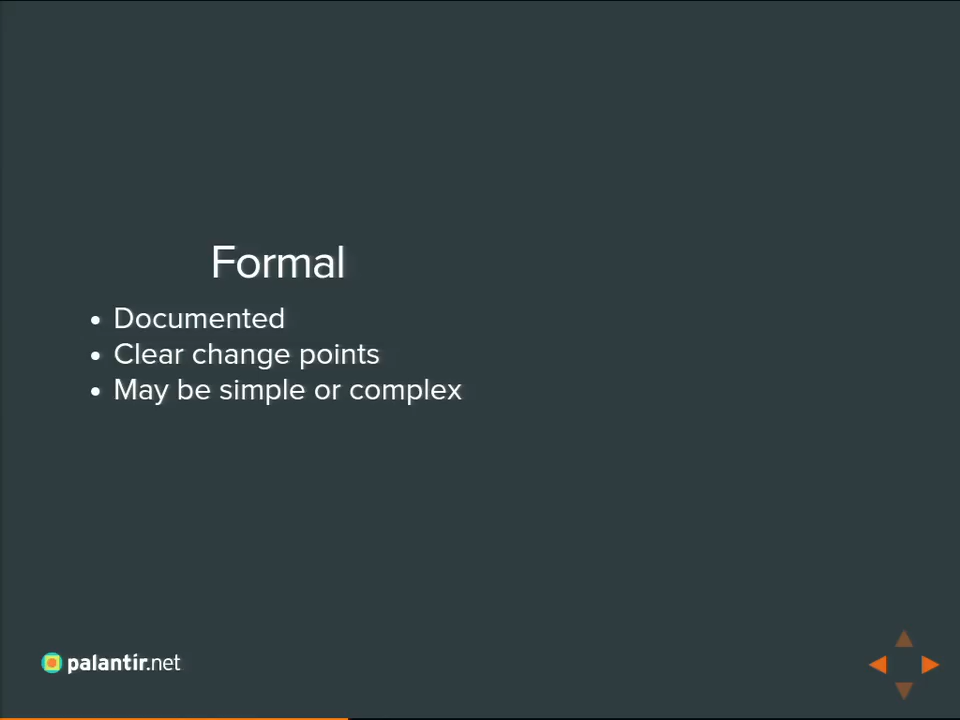 Formal
• Documented
• Clear change points
• May be simple or complex
palantir.net